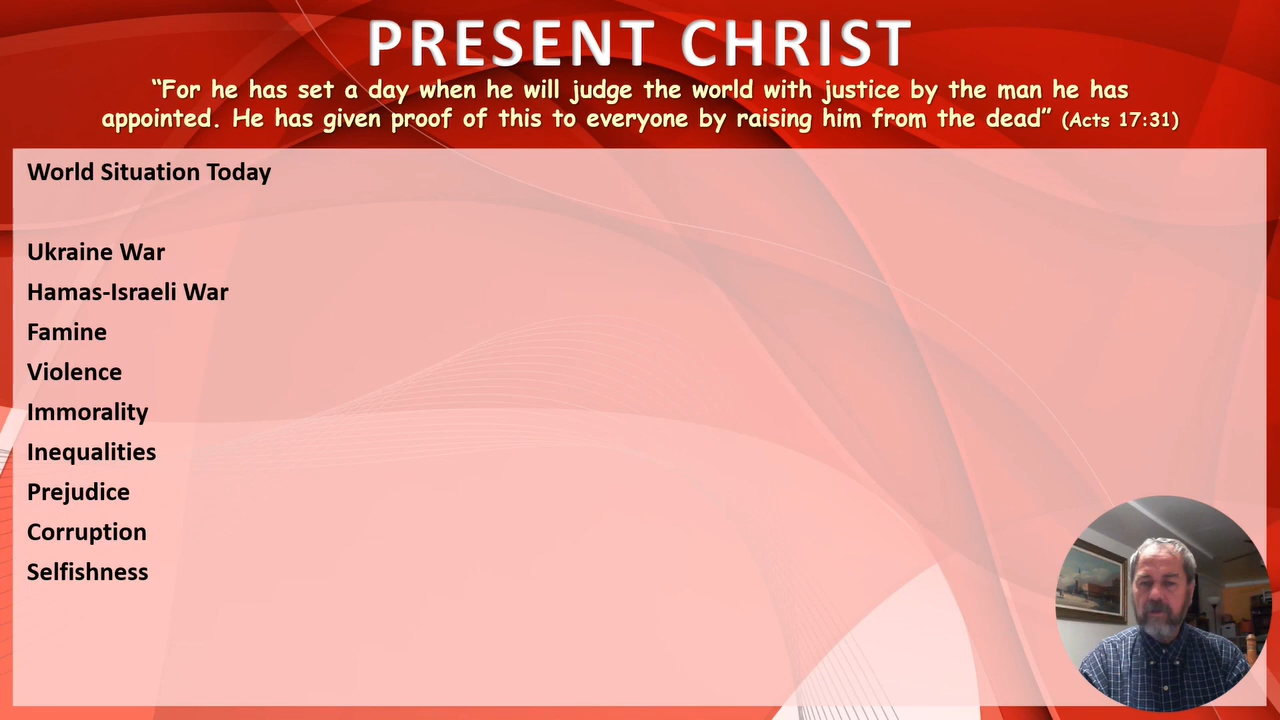 PRESENT CHRIST
“For he has set a day when he will judge the world with justice by the man he has
appointed. He has given proof of this to everyone by raising him from the dead” (Acts 17:31)
World Situation Today
Ukraine War
Hamas-Israeli War
Famine
Violence
Immorality
Inequalities
Prejudice
Corruption
Selfishness